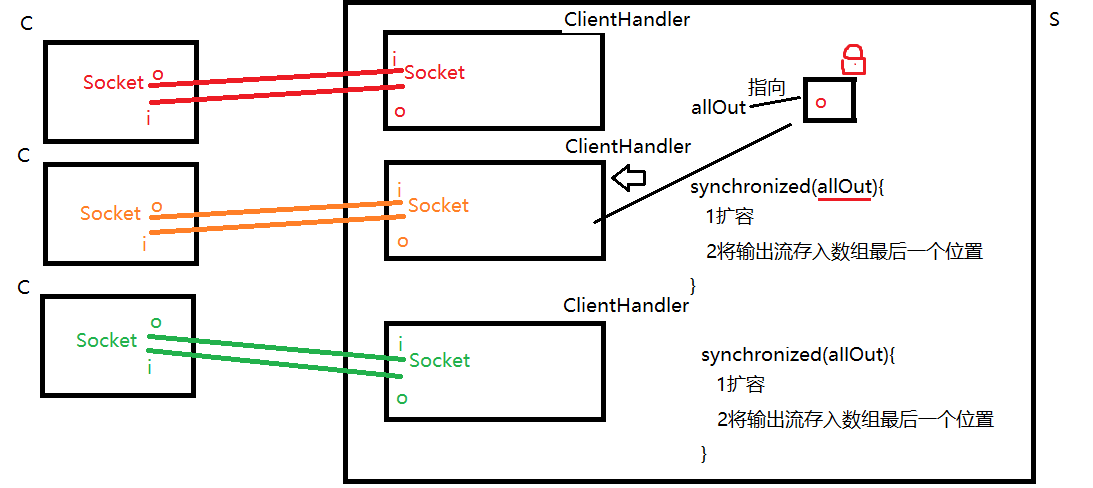 C
S
ClientHandler
Socket
o
i
i
Socket
o
指向
allOut
o
C
ClientHandler
Socket
o
i
i
Socket
o
synchronized(allOut){
1扩容
2将输出流存入数组最后一个位置
}
C
ClientHandler
Socket
o
i
i
Socket
o
synchronized(allOut){
1扩容
2将输出流存入数组最后一个位置
}